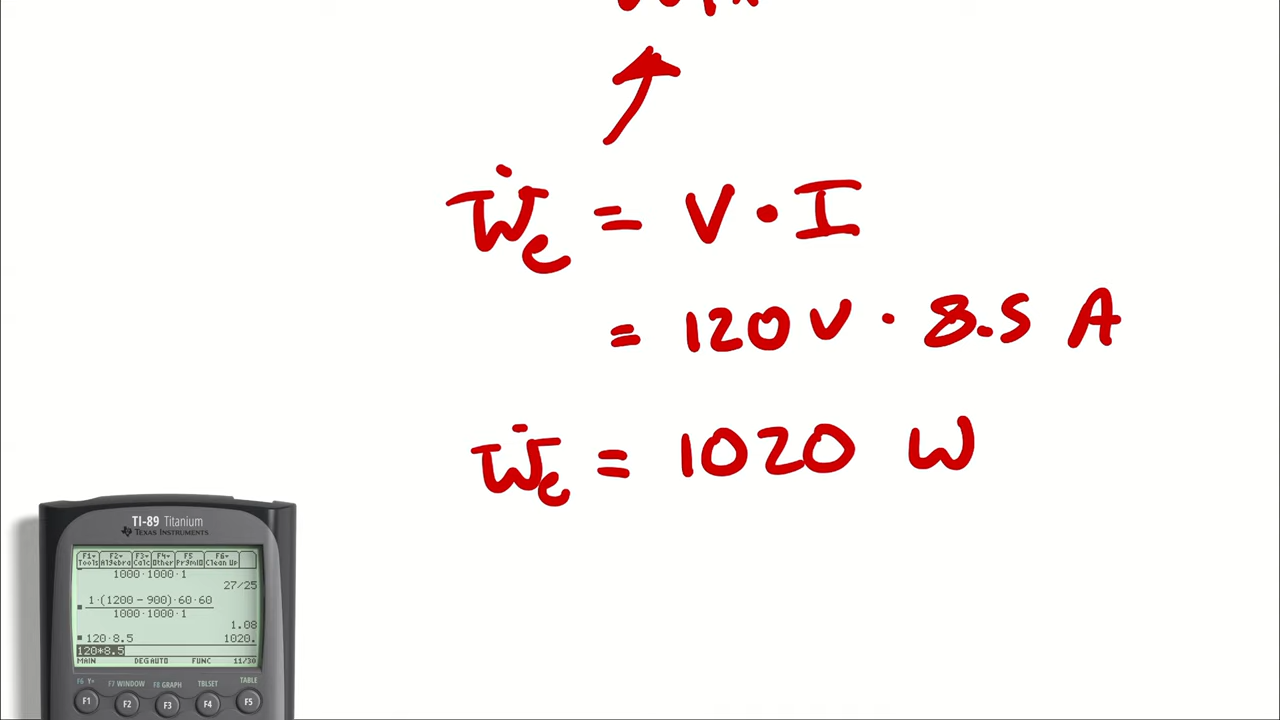 Ẇe = V · I
= 120 V · 8.5 A
Ẇe = 1020 W
TI-89 Titanium
TEXAS INSTRUMENTS
F1▾ F2▾ F3▾ F4▾ F5 F6▾
Tools Algebra Calc Other PrgmIO Clean Up
1000·1000·1
27/25
1·(1200 - 900)·60·60
1000·1000·1
1.08
120·8.5 1020.
120*8.5
MAIN DEG AUTO FUNC 11/30
F6 Y= F7 WINDOW F8 GRAPH TBLSET TABLE
F1 F2 F3 F4 F5